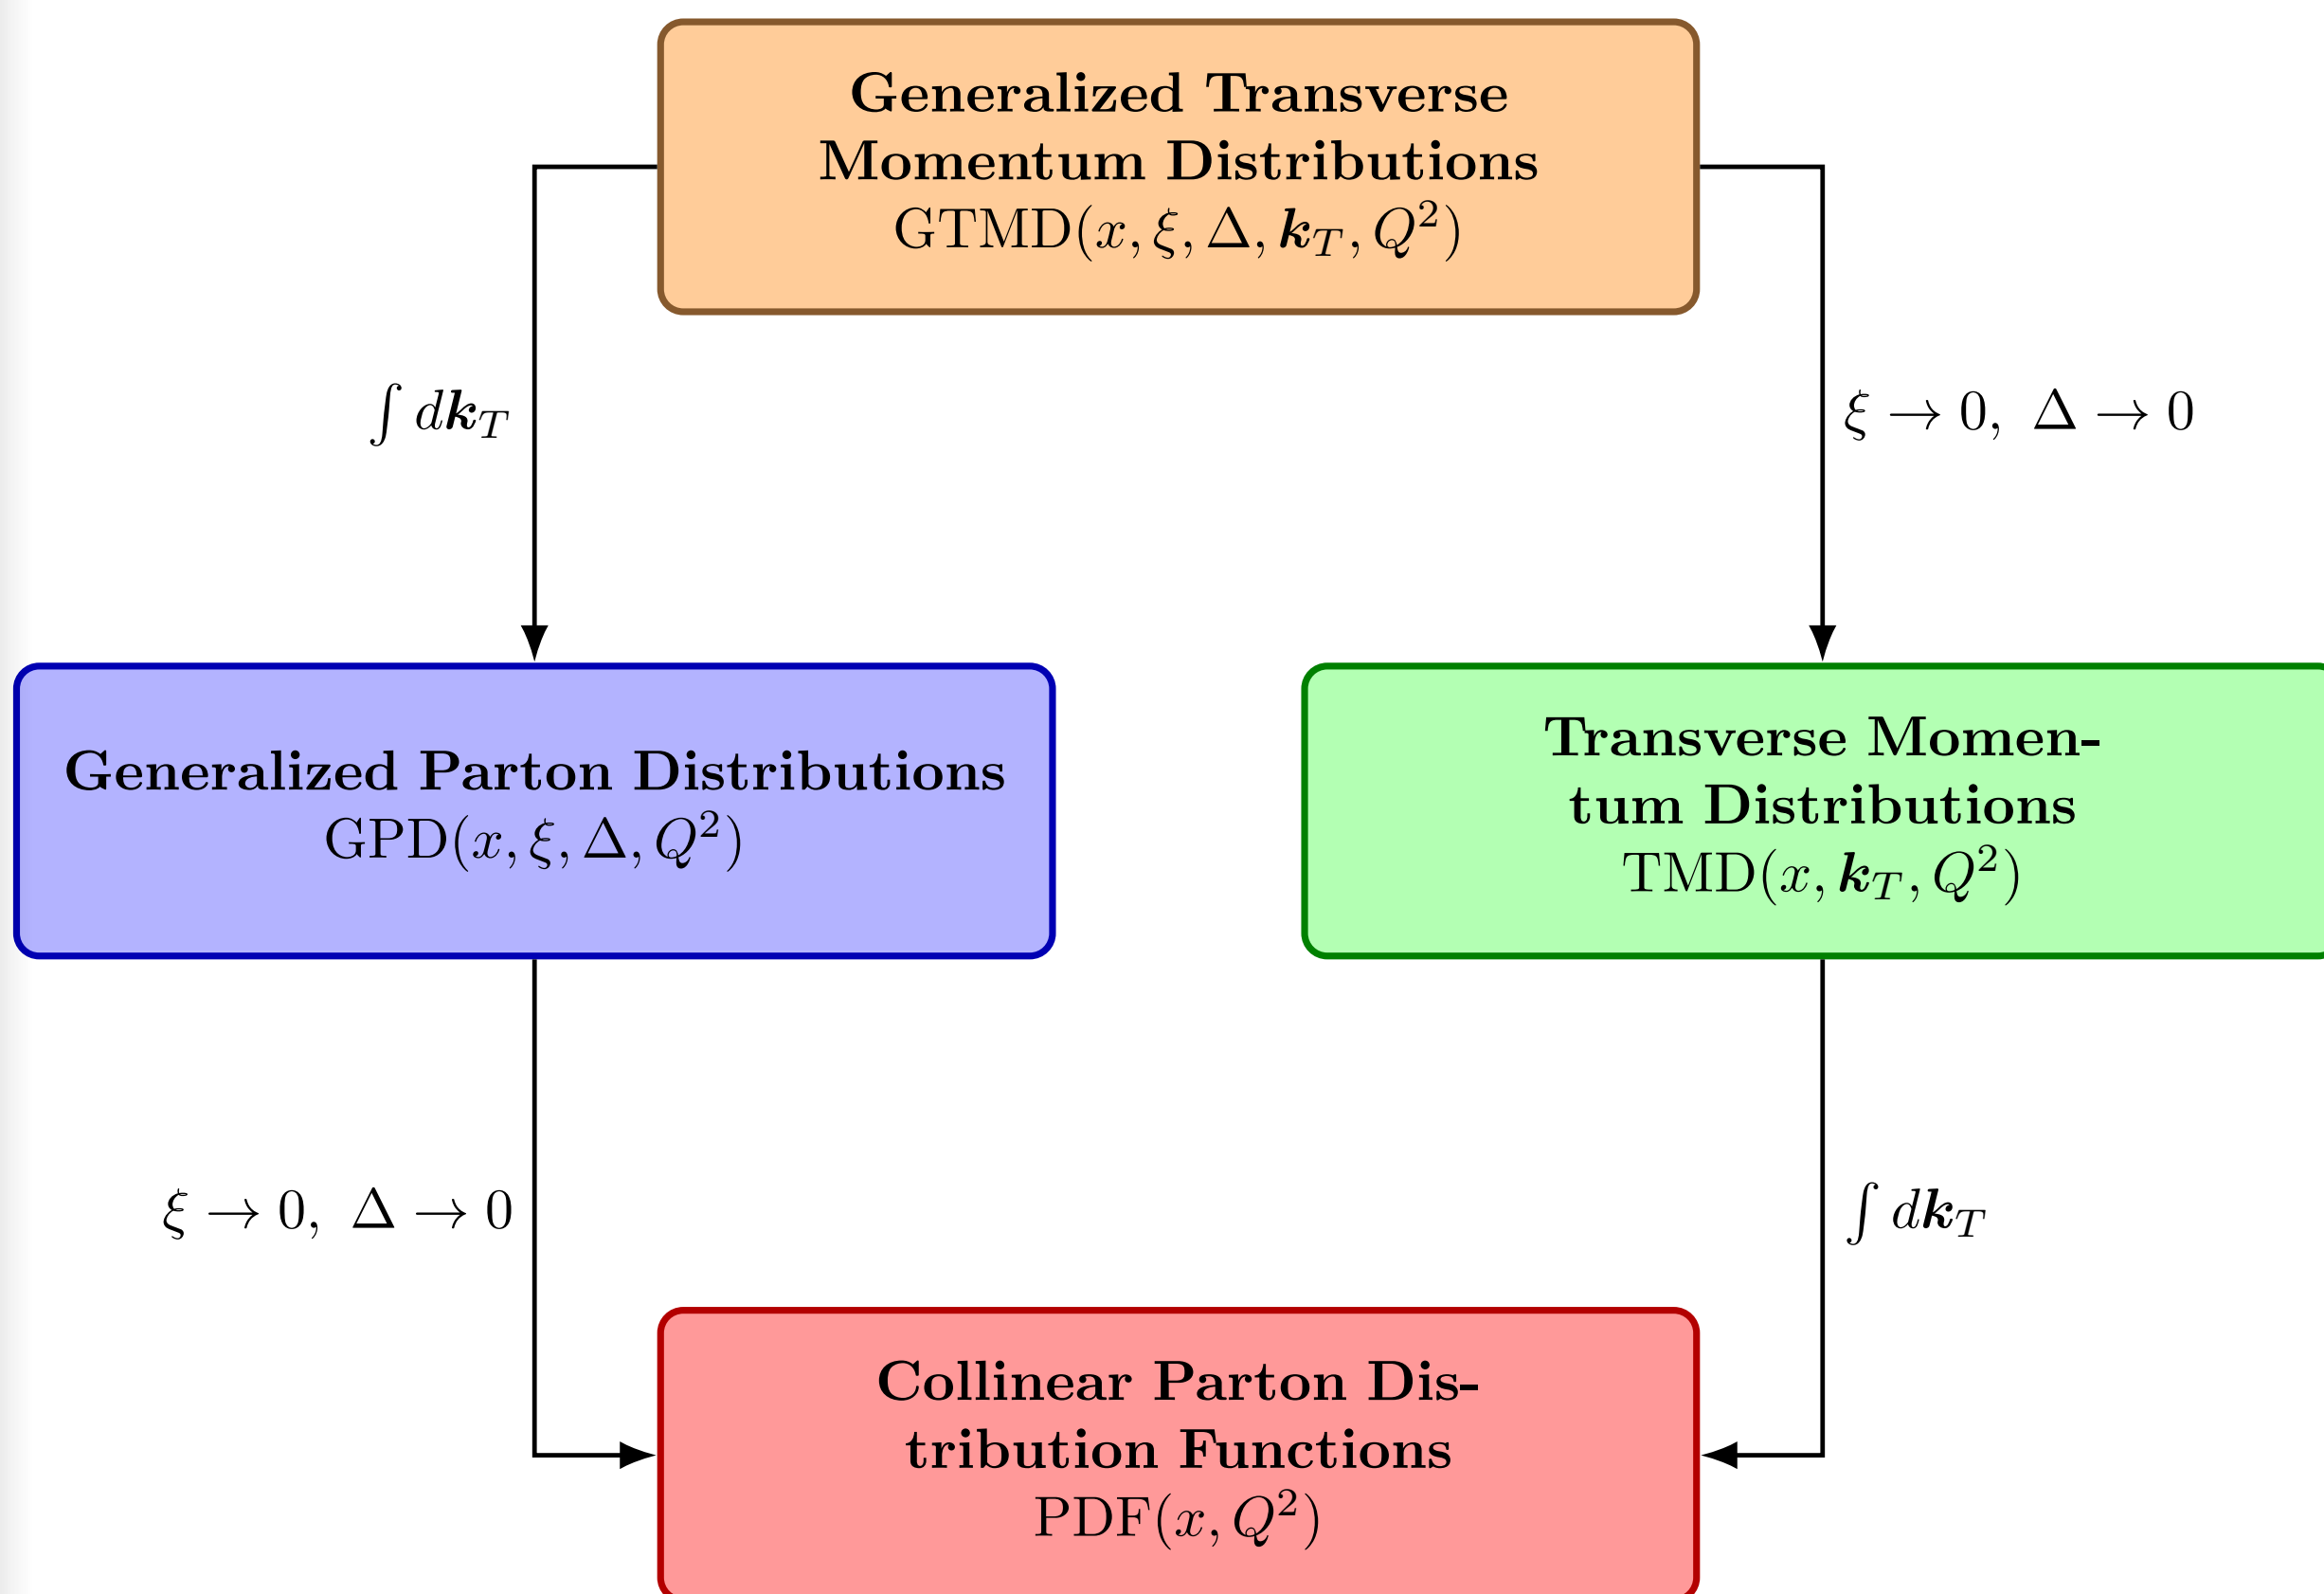 Generalized Transverse
Momentum Distributions
GTMD(x, ξ, Δ, k_T, Q²)
∫ dk_T
ξ → 0, Δ → 0
Generalized Parton Distributions
GPD(x, ξ, Δ, Q²)
Transverse Momen-
tum Distributions
TMD(x, k_T, Q²)
ξ → 0, Δ → 0
∫ dk_T
Collinear Parton Dis-
tribution Functions
PDF(x, Q²)